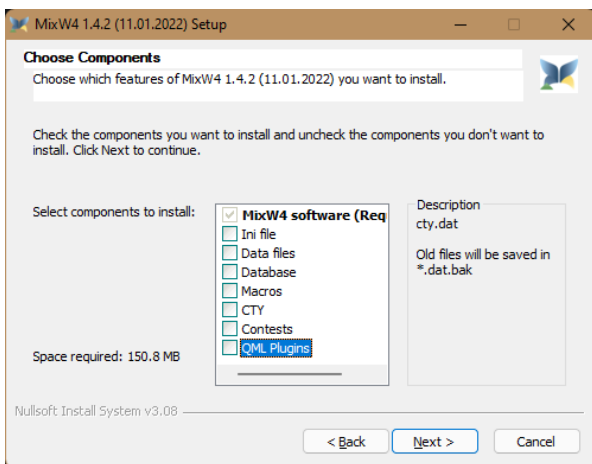 MixW4 1.4.2 (11.01.2022) Setup
Choose Components
Choose which features of MixW4 1.4.2 (11.01.2022) you want to install.
Check the components you want to install and uncheck the components you don't want to
install. Click Next to continue.
Select components to install:
MixW4 software (Req
Ini file
Data files
Database
Macros
CTY
Contests
QML Plugins
Description
cty.dat
Old files will be saved in
*.dat.bak
Space required: 150.8 MB
Nullsoft Install System v3.08
< Back
Next >
Cancel